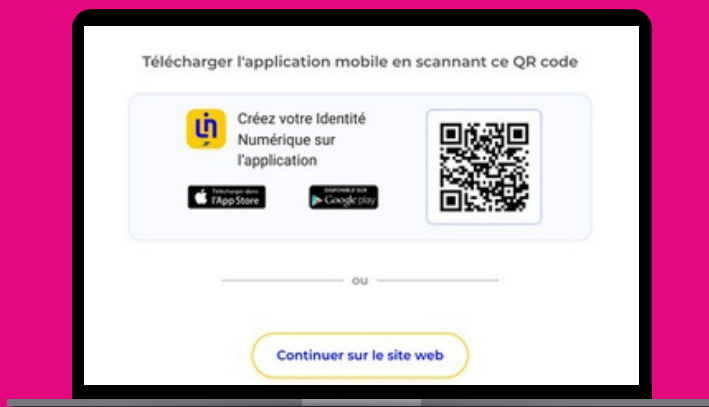 Télécharger l'application mobile en scannant ce QR code
Créez votre Identité
Numérique sur
l'application
Télécharger dans
l'App Store
DISPONIBLE SUR
Google play
ou
Continuer sur le site web